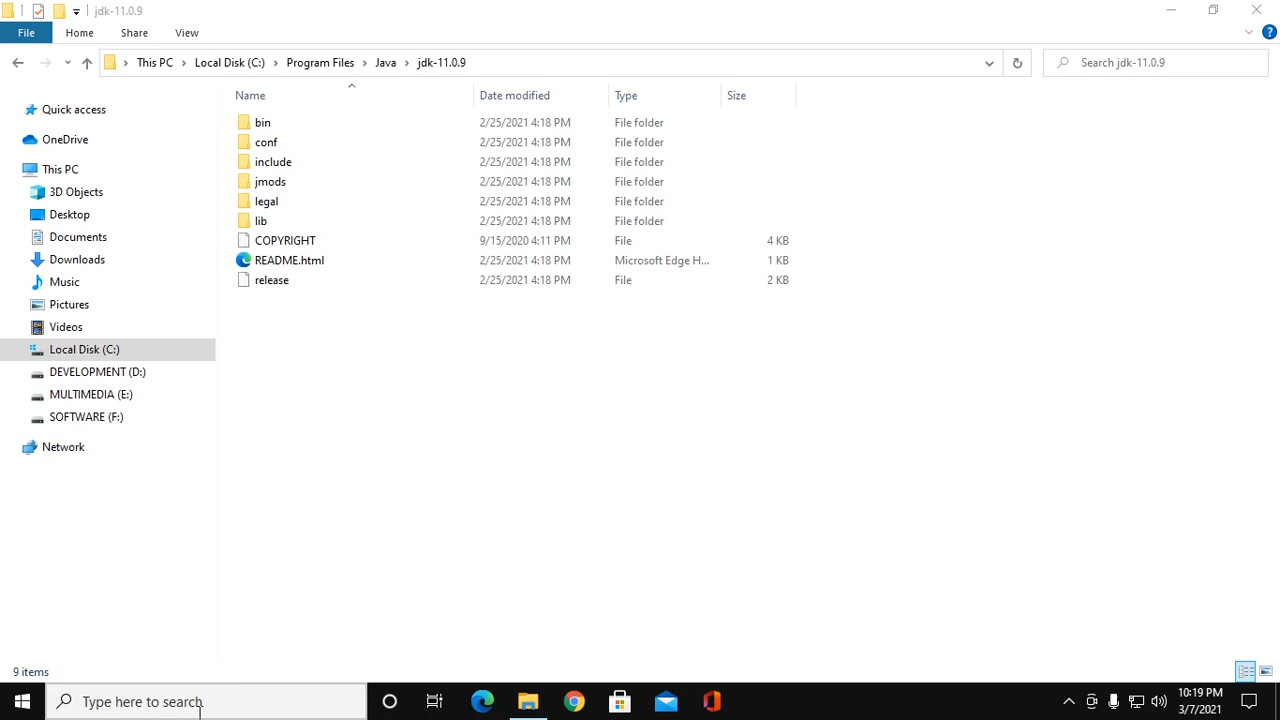 jdk-11.0.9
File Home Share View
This PC Local Disk (C:) Program Files Java jdk-11.0.9 Search jdk-11.0.9
Name Date modified Type Size
Quick access
OneDrive
This PC
3D Objects
Desktop
Documents
Downloads
Music
Pictures
Videos
Local Disk (C:)
DEVELOPMENT (D:)
MULTIMEDIA (E:)
SOFTWARE (F:)
Network
bin 2/25/2021 4:18 PM File folder
conf 2/25/2021 4:18 PM File folder
include 2/25/2021 4:18 PM File folder
jmods 2/25/2021 4:18 PM File folder
legal 2/25/2021 4:18 PM File folder
lib 2/25/2021 4:18 PM File folder
COPYRIGHT 9/15/2020 4:11 PM File 4 KB
README.html 2/25/2021 4:18 PM Microsoft Edge H... 1 KB
release 2/25/2021 4:18 PM File 2 KB
9 items
Type here to search
10:19 PM
3/7/2021